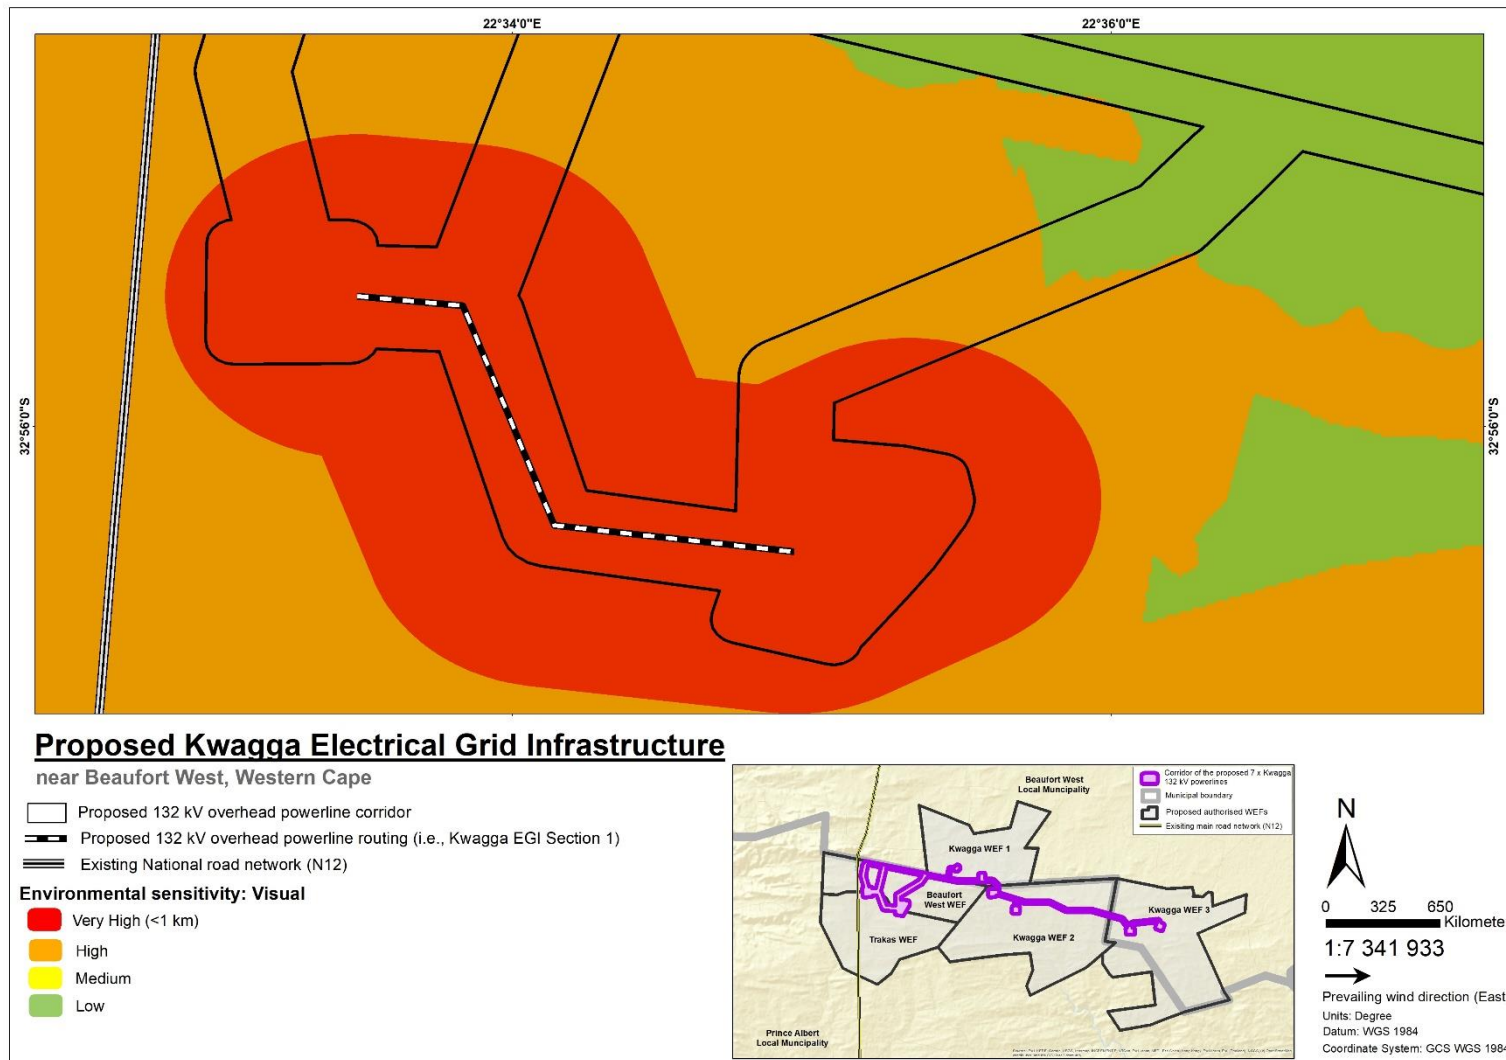 22°34'0"E
22°36'0"E
32°56'0"S
32°56'0"S
Proposed Kwagga Electrical Grid Infrastructure
near Beaufort West, Western Cape
Proposed 132 kV overhead powerline corridor
Proposed 132 kV overhead powerline routing (i.e., Kwagga EGI Section 1)
Existing National road network (N12)
Environmental sensitivity: Visual
Very High (<1 km)
High
Medium
Low
Beaufort West
Local Muncipality
Corridor of the proposed 7 x Kwagga
132 kV powerlines
Municipal boundary
Proposed authorised WEFs
Exisiting main road network (N12)
Kwagga WEF 1
Beaufort
West WEF
Kwagga WEF 3
Trakas WEF
Kwagga WEF 2
Prince Albert
Local Muncipality
N
0 325 650
Kilomete
1:7 341 933
Prevailing wind direction (East
Units: Degree
Datum: WGS 1984
Coordinate System: GCS WGS 1984